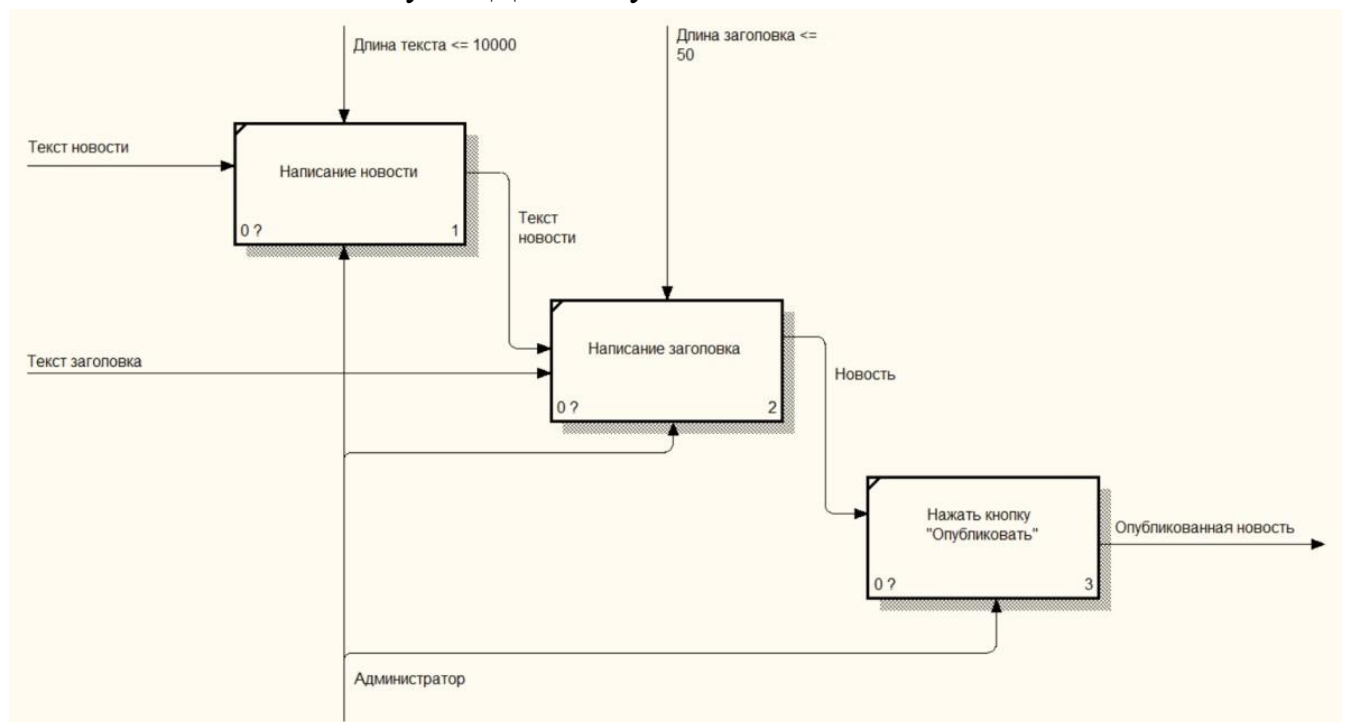 Длина текста <= 10000
Длина заголовка <=
50
Текст новости
Написание новости
0 ?
1
Текст
новости
Текст заголовка
Написание заголовка
0 ?
2
Новость
Нажать кнопку
"Опубликовать"
0 ?
3
Опубликованная новость
Администратор